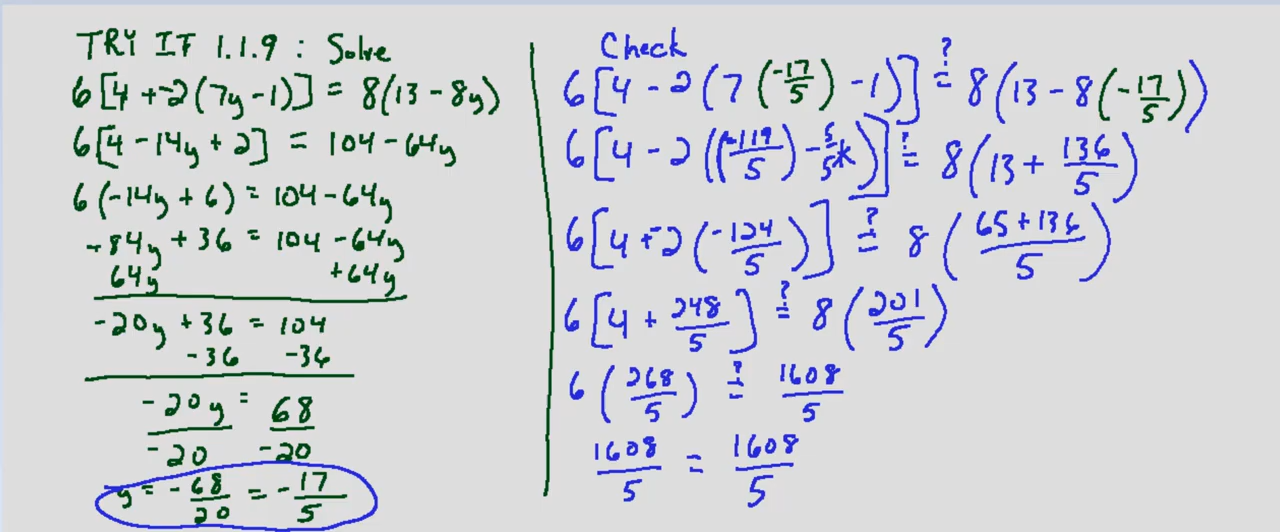 TRY IT 1.1.9 : Solve
6[4 + -2(7y - 1)] = 8(13 - 8y)
6[4 - 14y + 2] = 104 - 64y
6(-14y + 6) = 104 - 64y
-84y + 36 = 104 - 64y
64y +64y
-20y + 36 = 104
-36 -36
-20y = 68
-20 -20
y = -68/20 = -17/5
Check
6[4 - 2(7(-17/5) - 1)] ≟ 8(13 - 8(-17/5))
6[4 - 2((-119/5) - 5/5)] ≟ 8(13 + 136/5)
6[4 + -2(-124/5)] ≟ 8((65 + 136)/5)
6[4 + 248/5] ≟ 8(201/5)
6(268/5) ≟ 1608/5
1608/5 = 1608/5